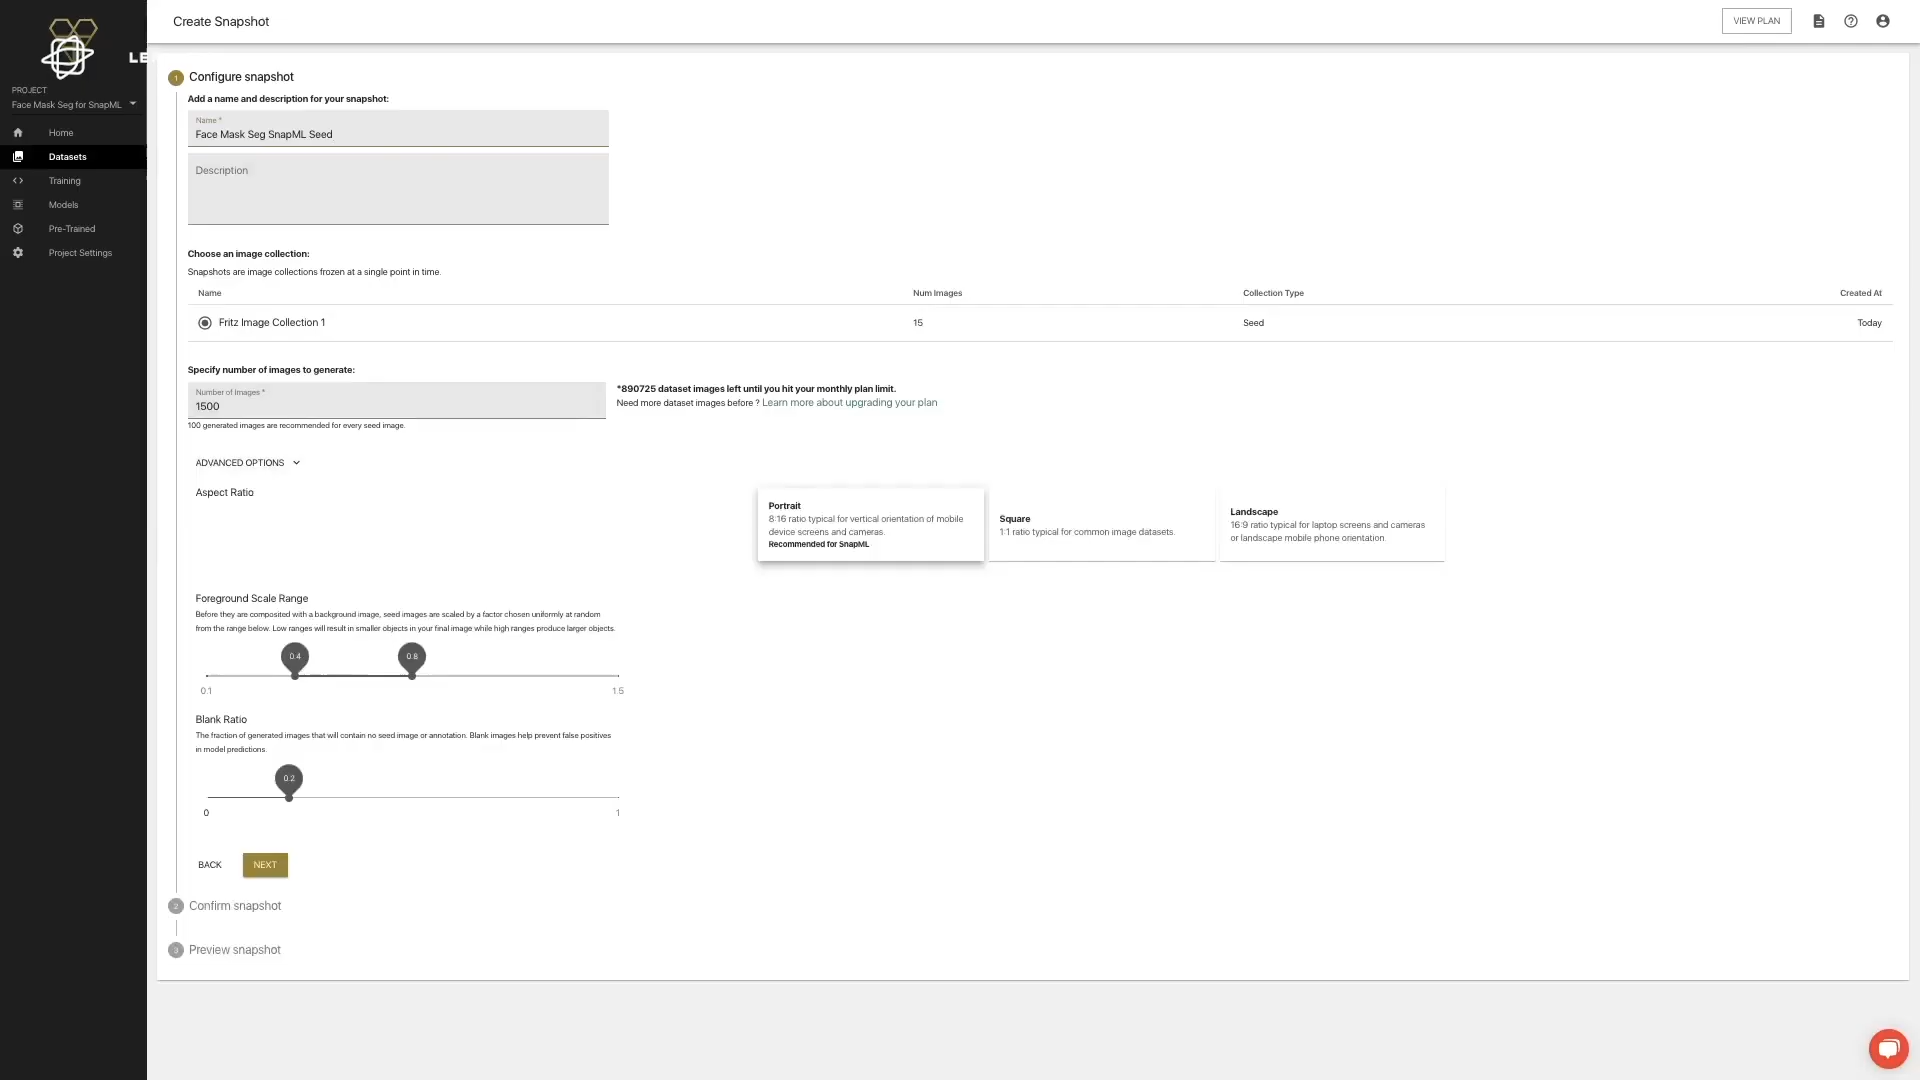 Create Snapshot
VIEW PLAN
LE
PROJECT
Face Mask Seg for SnapML
Home
Datasets
Training
Models
Pre-Trained
Project Settings
1 Configure snapshot
Add a name and description for your snapshot:
Name *
Face Mask Seg SnapML Seed
Description
Choose an image collection:
Snapshots are image collections frozen at a single point in time.
Name Num Images Collection Type Created At
Fritz Image Collection 1 15 Seed Today
Specify number of images to generate:
Number of Images *
1500
*890725 dataset images left until you hit your monthly plan limit.
Need more dataset images before ? Learn more about upgrading your plan
100 generated images are recommended for every seed image.
ADVANCED OPTIONS
Aspect Ratio
Portrait
8:16 ratio typical for vertical orientation of mobile
device screens and cameras.
Recommended for SnapML
Square
1:1 ratio typical for common image datasets.
Landscape
16:9 ratio typical for laptop screens and cameras
or landscape mobile phone orientation.
Foreground Scale Range
Before they are composited with a background image, seed images are scaled by a factor chosen uniformly at random
from the range below. Low ranges will result in smaller objects in your final image while high ranges produce larger objects.
0.4 0.8
0.1 1.5
Blank Ratio
The fraction of generated images that will contain no seed image or annotation. Blank images help prevent false positives
in model predictions.
0.2
0 1
BACK NEXT
2 Confirm snapshot
3 Preview snapshot